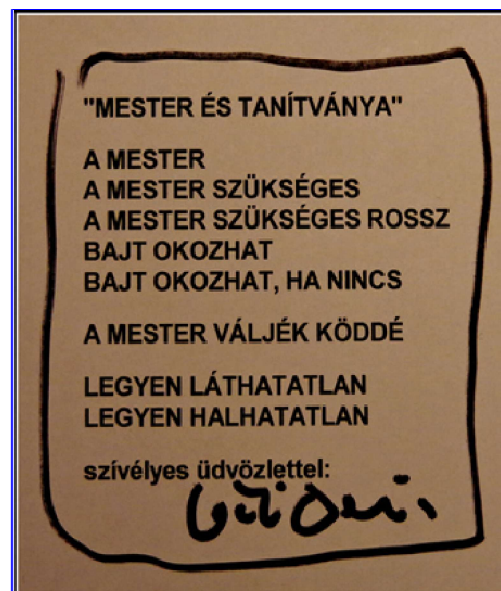 "MESTER ÉS TANÍTVÁNYA"
A MESTER
A MESTER SZÜKSÉGES
A MESTER SZÜKSÉGES ROSSZ
BAJT OKOZHAT
BAJT OKOZHAT, HA NINCS
A MESTER VÁLJÉK KÖDDÉ
LEGYEN LÁTHATATLAN
LEGYEN HALHATATLAN
szívélyes üdvözlettel: